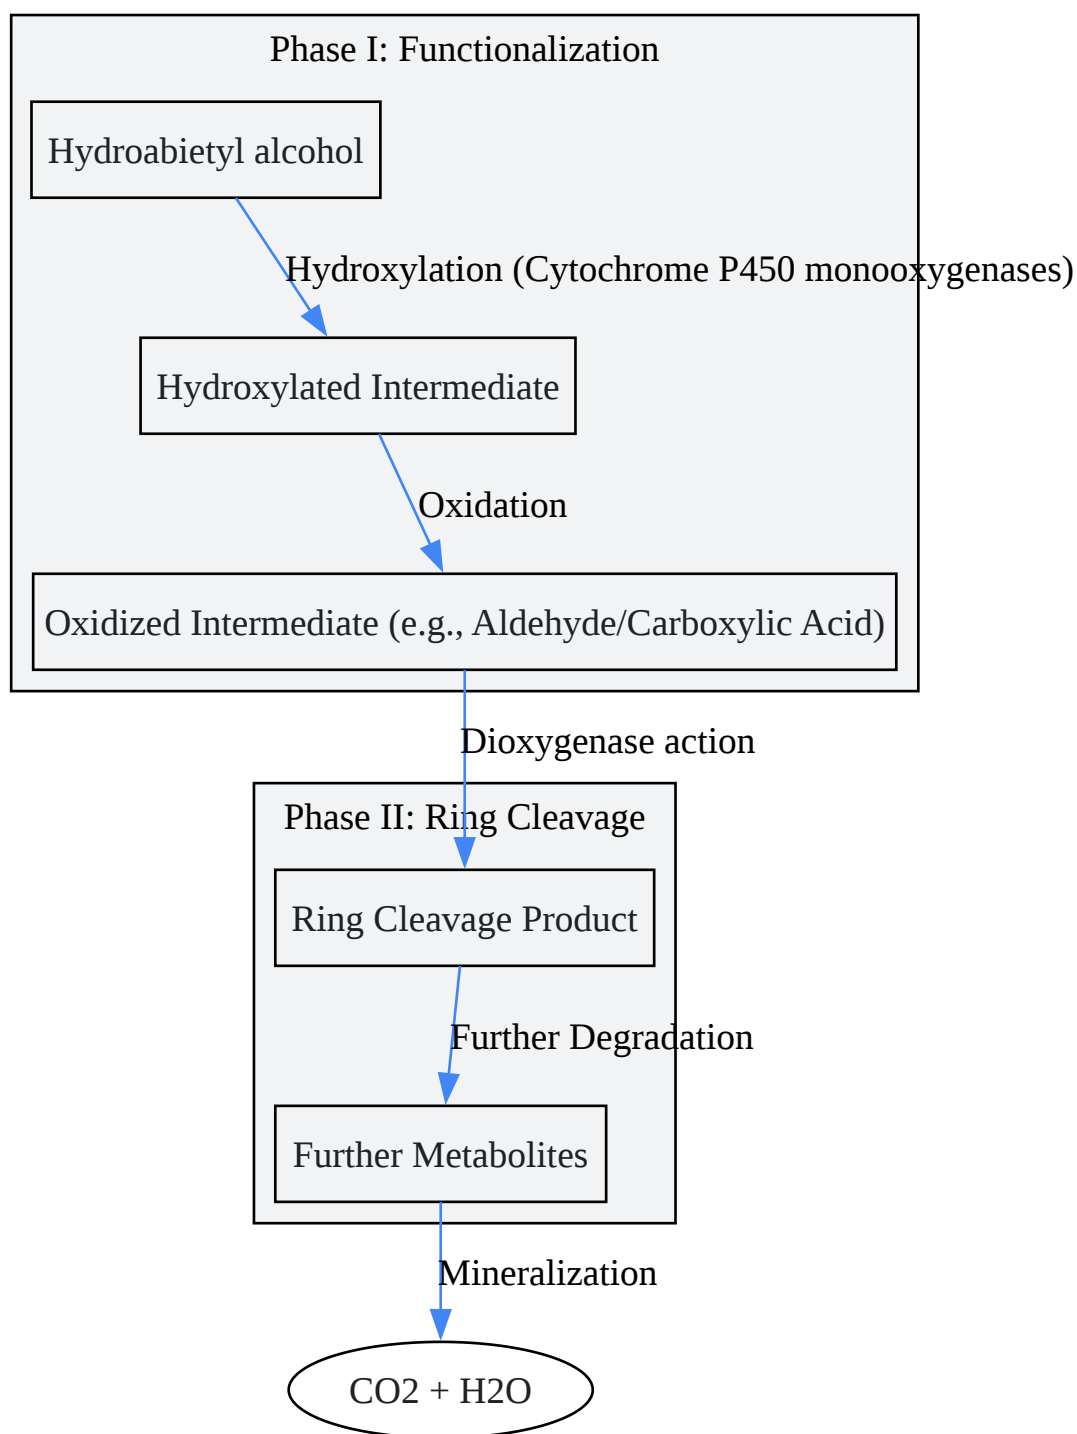 Phase I: Functionalization
Hydroabietyl alcohol
Hydroxylation (Cytochrome P450 monooxygenases)
Hydroxylated Intermediate
Oxidation
Oxidized Intermediate (e.g., Aldehyde/Carboxylic Acid)
Dioxygenase action
Phase II: Ring Cleavage
Ring Cleavage Product
Further Degradation
Further Metabolites
Mineralization
CO2 + H2O